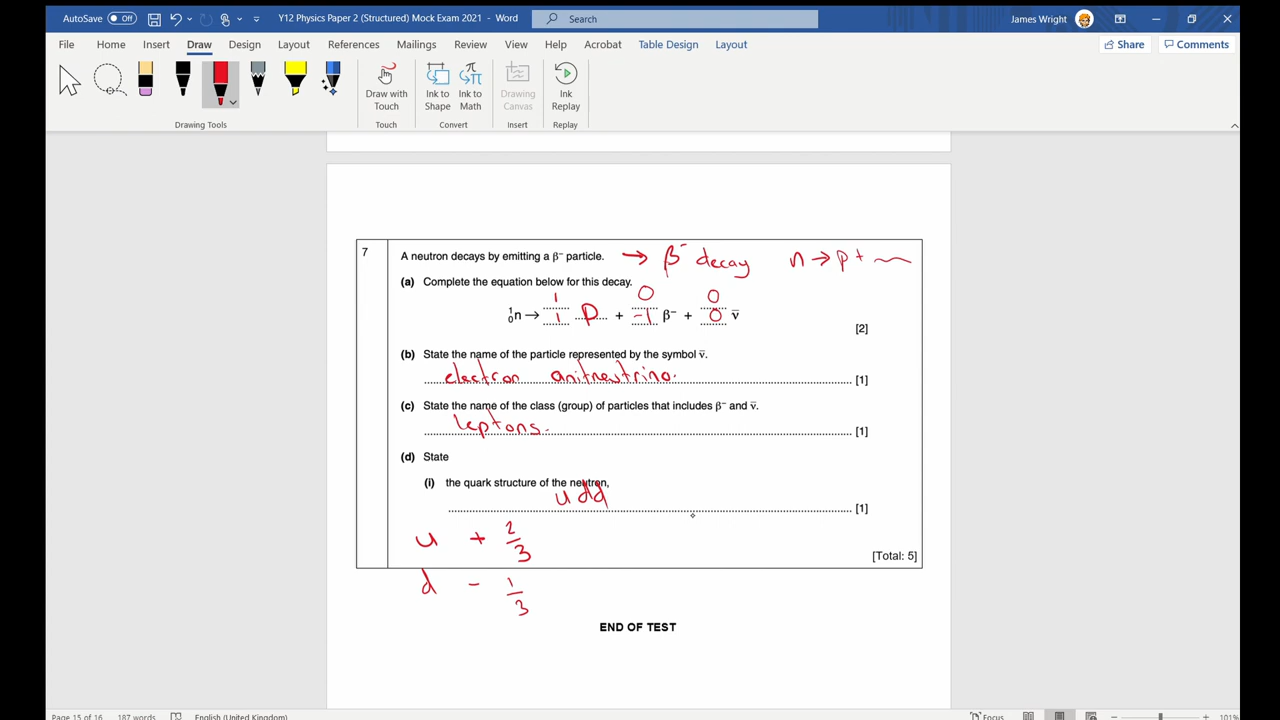 AutoSave Off Y12 Physics Paper 2 (Structured) Mock Exam 2021 - Word Search James Wright
File Home Insert Draw Design Layout References Mailings Review View Help Acrobat Table Design Layout Share Comments
Draw with Touch Ink to Shape Ink to Math Drawing Canvas Ink Replay
Drawing Tools Touch Convert Insert Replay
7 A neutron decays by emitting a β⁻ particle. → β⁻ decay n → p +
(a) Complete the equation below for this decay.
1 0 0
¹₀n → 1 p + -1 β⁻ + 0 ν̄
[2]
(b) State the name of the particle represented by the symbol ν̄.
electron anitneutrino. [1]
(c) State the name of the class (group) of particles that includes β⁻ and ν̄.
leptons. [1]
(d) State
(i) the quark structure of the neutron,
u dd [1]
u + 2/3
[Total: 5]
d - 1/3
END OF TEST
Page 15 of 16 187 words English (United Kingdom) Focus 101%